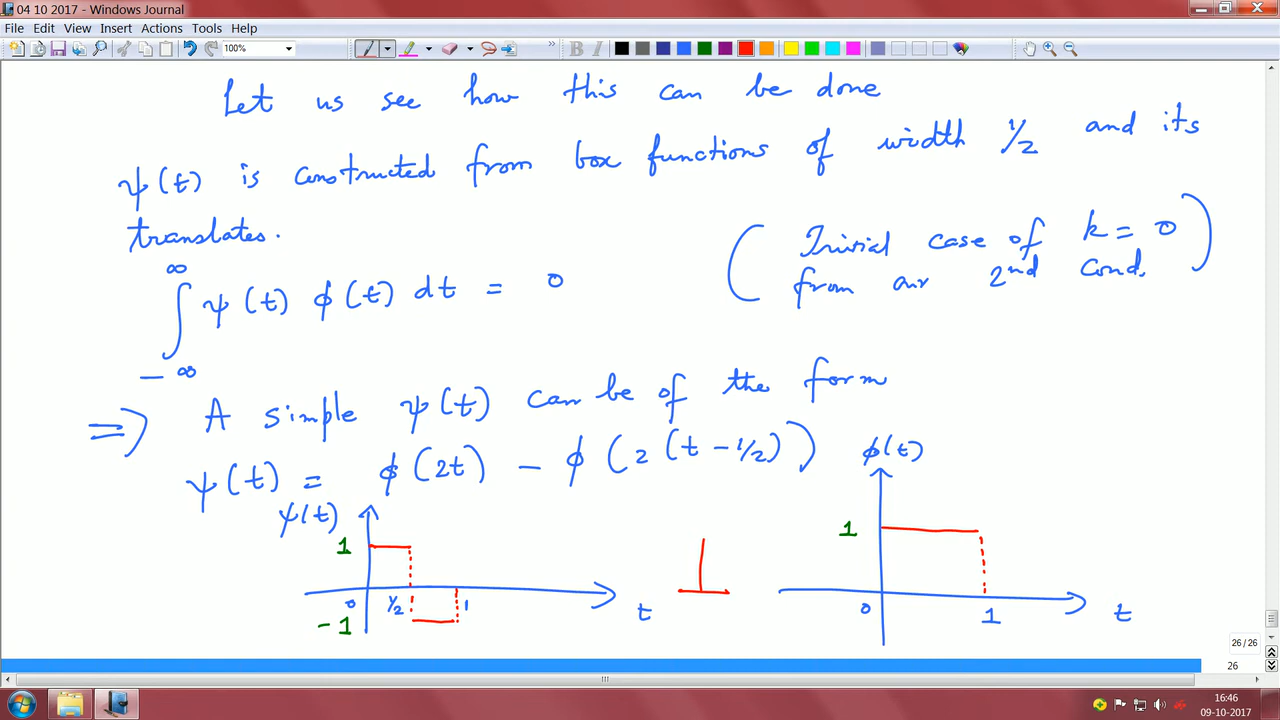 04 10 2017 - Windows Journal
File Edit View Insert Actions Tools Help
100%
Let us see how this can be done
ψ(t) is constructed from box functions of width 1/2 and its
translates.
∫_{-∞}^{∞} ψ(t) φ(t) dt = 0
( Trivial case of k = 0
from our 2nd cond. )
⇒ A simple ψ(t) can be of the form
ψ(t) = φ(2t) - φ(2(t - 1/2))
ψ(t)
1
0 1/2 1
-1
t
⊥
φ(t)
1
0 1 t
26/26
26
16:46
09-10-2017